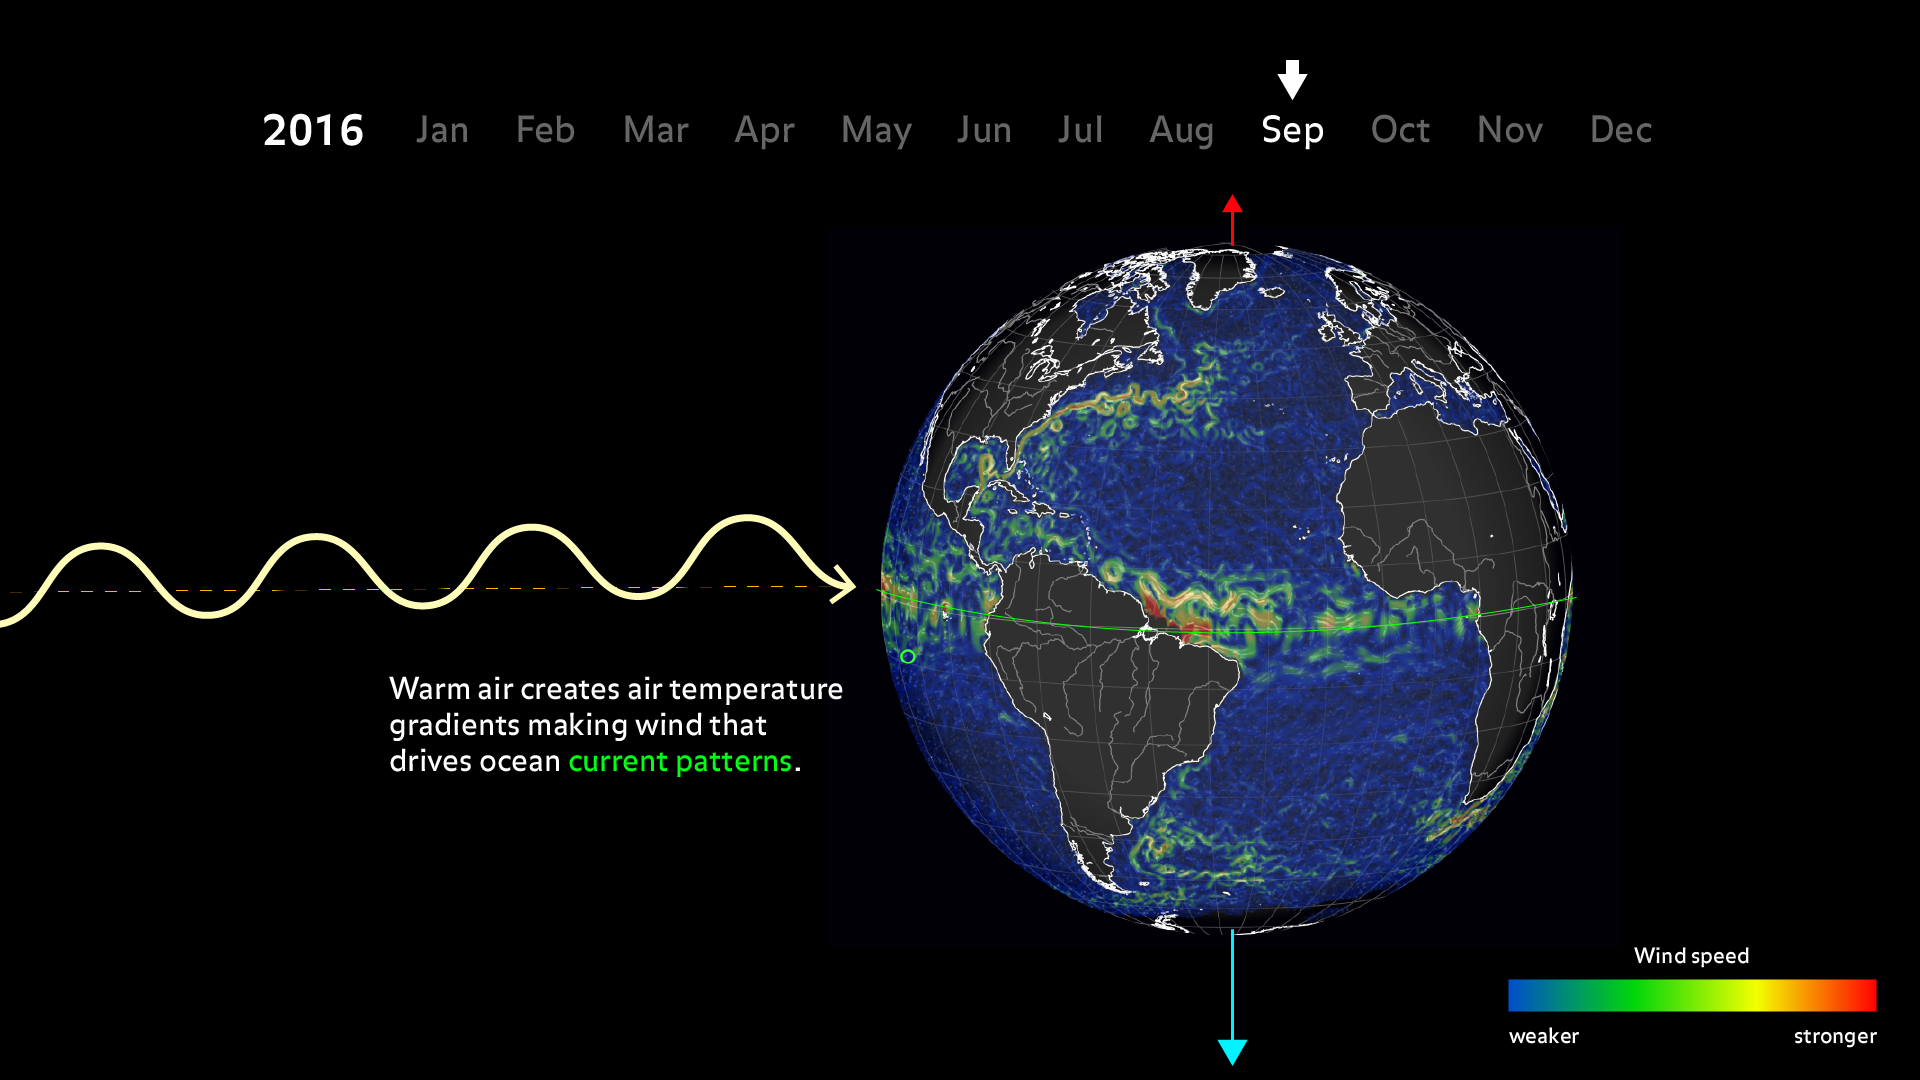 2016 Jan Feb Mar Apr May Jun Jul Aug Sep Oct Nov Dec
Warm air creates air temperature
gradients making wind that
drives ocean current patterns.
Wind speed
weaker stronger